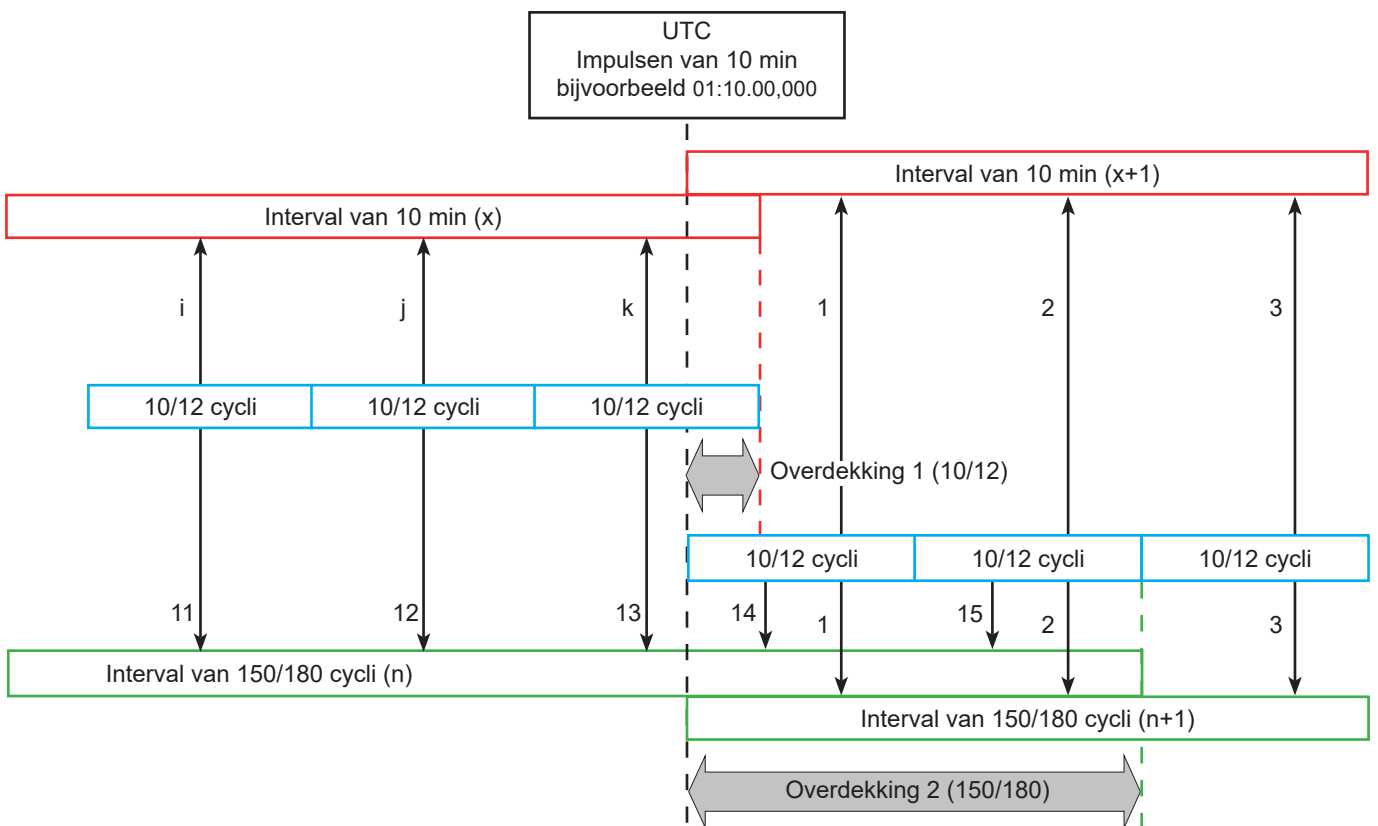 UTC
Impulsen van 10 min
bijvoorbeeld 01:10.00,000
Interval van 10 min (x+1)
Interval van 10 min (x)
i
j
k
1
2
3
10/12 cycli
10/12 cycli
10/12 cycli
Overdekking 1 (10/12)
10/12 cycli
10/12 cycli
10/12 cycli
11
12
13
14
1
15
2
3
Interval van 150/180 cycli (n)
Interval van 150/180 cycli (n+1)
Overdekking 2 (150/180)